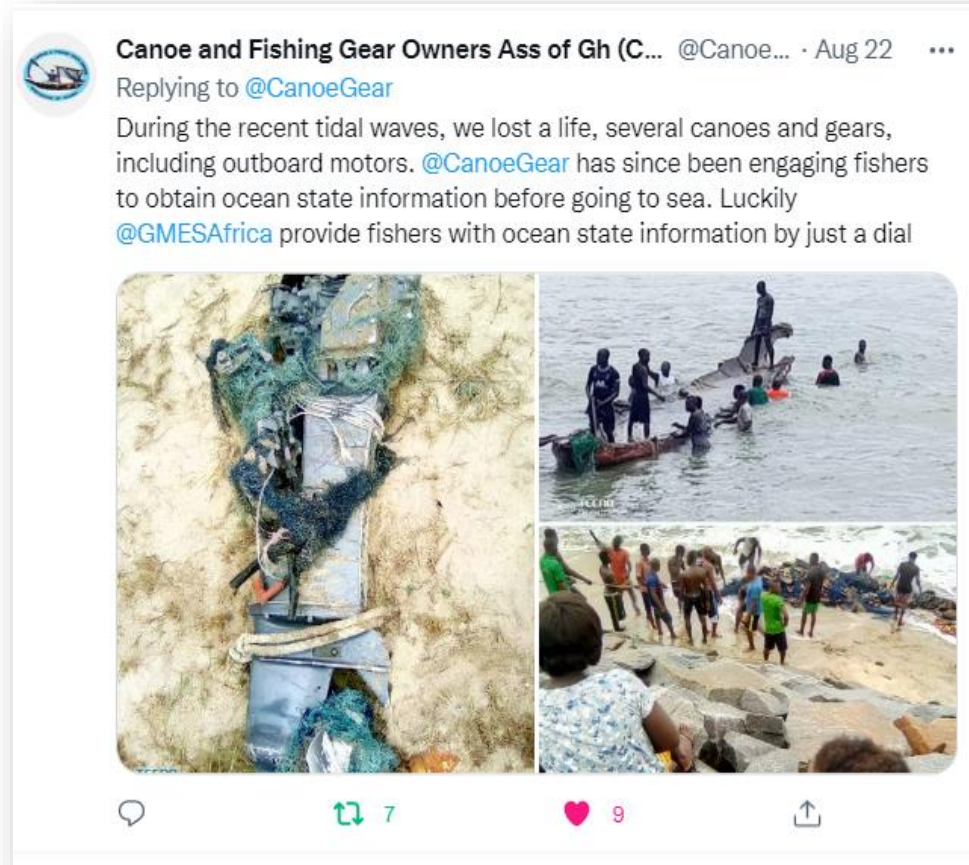 Canoe and Fishing Gear Owners Ass of Gh (C... @Canoe... · Aug 22 ...
Replying to @CanoeGear
During the recent tidal waves, we lost a life, several canoes and gears,
including outboard motors. @CanoeGear has since been engaging fishers
to obtain ocean state information before going to sea. Luckily
@GMESAfrica provide fishers with ocean state information by just a dial
TECNO
7 9